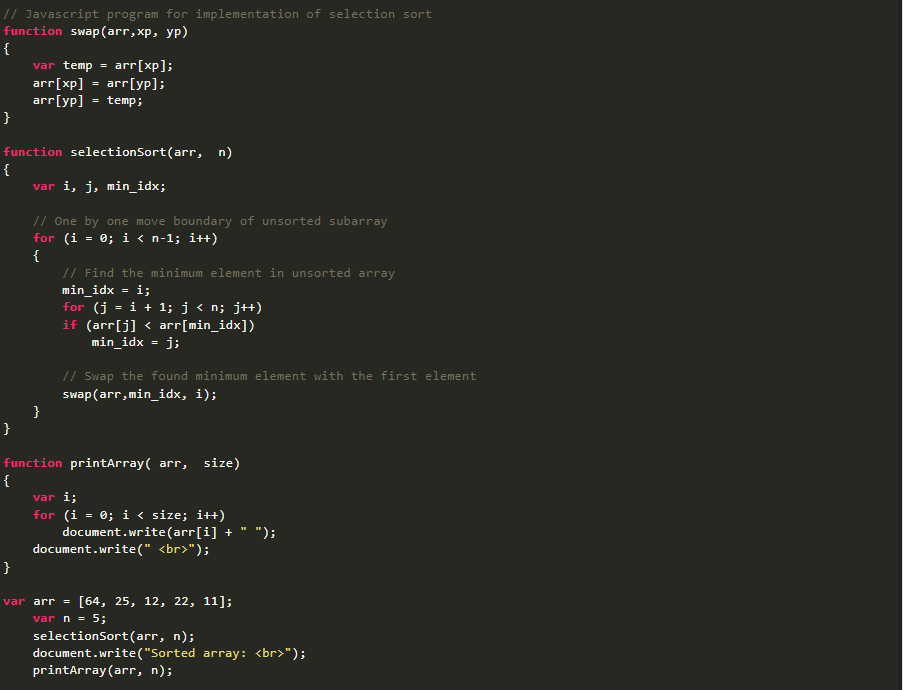 // Javascript program for implementation of selection sort
function swap(arr,xp, yp)
{
    var temp = arr[xp];
    arr[xp] = arr[yp];
    arr[yp] = temp;
}

function selectionSort(arr,  n)
{
    var i, j, min_idx;

    // One by one move boundary of unsorted subarray
    for (i = 0; i < n-1; i++)
    {
        // Find the minimum element in unsorted array
        min_idx = i;
        for (j = i + 1; j < n; j++)
        if (arr[j] < arr[min_idx])
            min_idx = j;

        // Swap the found minimum element with the first element
        swap(arr,min_idx, i);
    }
}

function printArray( arr,  size)
{
    var i;
    for (i = 0; i < size; i++)
        document.write(arr[i] + " ");
    document.write(" <br>");
}

var arr = [64, 25, 12, 22, 11];
    var n = 5;
    selectionSort(arr, n);
    document.write("Sorted array: <br>");
    printArray(arr, n);